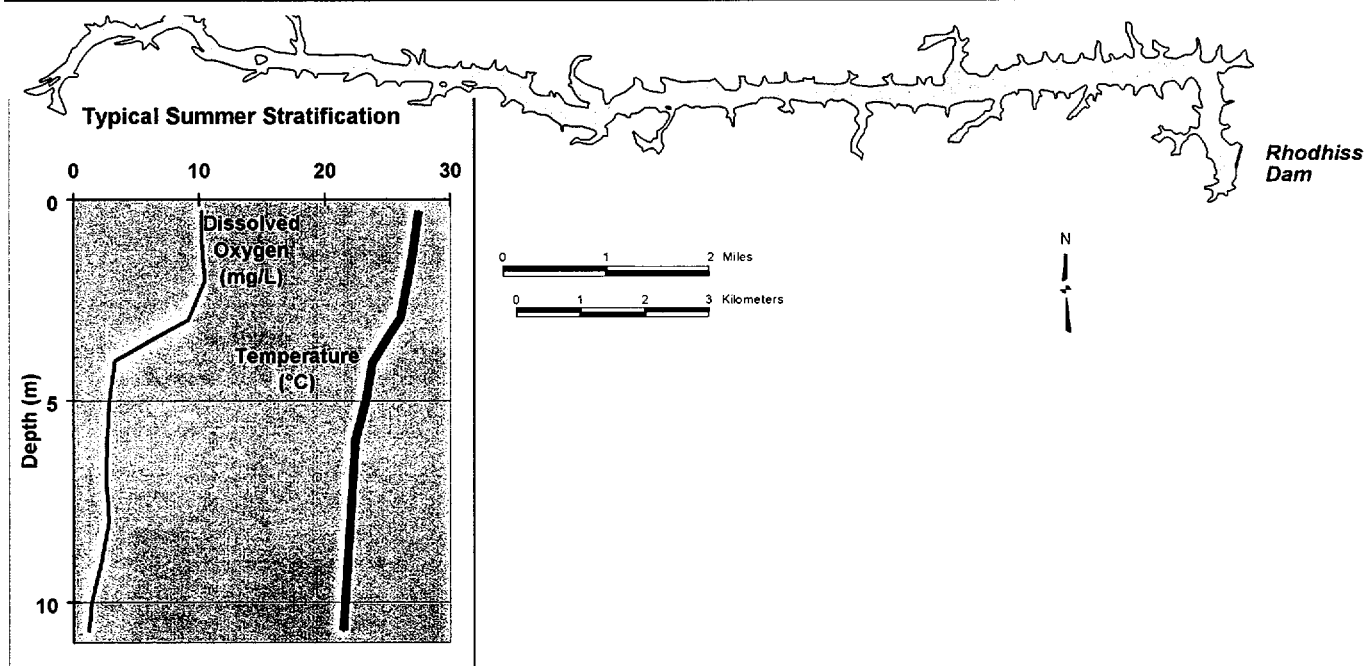 Typical Summer Stratification
0 10 20 30
0
Dissolved
Oxygen
(mg/L)
Temperature
(°C)
5
10
Depth (m)
Rhodhiss
Dam
N
0 1 2 Miles
0 1 2 3 Kilometers